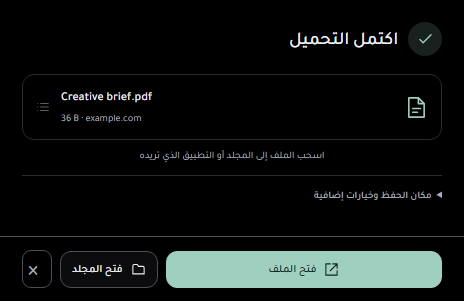 اكتمل التحميل
Creative brief.pdf
36 B · example.com
اسحب الملف إلى المجلد أو التطبيق الذي تريده
مكان الحفظ وخيارات إضافية
فتح الملف
فتح المجلد